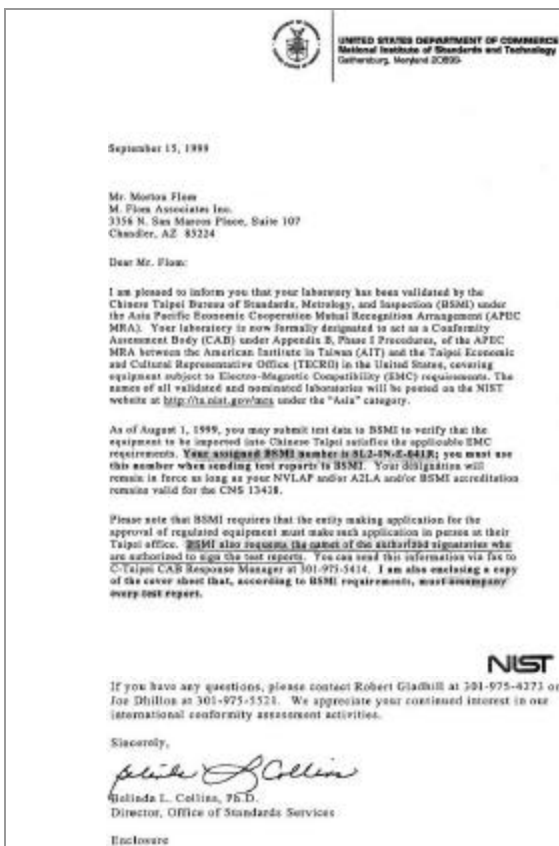 UNITED STATES DEPARTMENT OF COMMERCE
National Institute of Standards and Technology
Gaithersburg, Maryland 20899-
September 15, 1999
Mr. Morton Flom
M. Flom Associates Inc.
3356 N. San Marcos Place, Suite 107
Chandler, AZ 85224
Dear Mr. Flom:
I am pleased to inform you that your laboratory has been validated by the
Chinese Taipei Bureau of Standards, Metrology, and Inspection (BSMI) under
the Asia Pacific Economic Cooperation Mutual Recognition Arrangement (APEC
MRA). Your laboratory is now formally designated to act as a Conformity
Assessment Body (CAB) under Appendix B, Phase I Procedures, of the APEC
MRA between the American Institute in Taiwan (AIT) and the Taipei Economic
and Cultural Representative Office (TECRO) in the United States, covering
equipment subject to Electro-Magnetic Compatibility (EMC) requirements. The
names of all validated and nominated laboratories will be posted on the NIST
website at http://ts.nist.gov/mra under the "Asia" category.
As of August 1, 1999, you may submit test data to BSMI to verify that the
equipment to be imported into Chinese Taipei satisfies the applicable EMC
requirements. Your assigned BSMI number is SL2-IN-E-041R; you must use
this number when sending test reports to BSMI. Your designation will
remain in force as long as your NVLAP and/or A2LA and/or BSMI accreditation
remains valid for the CNS 13438.
Please note that BSMI requires that the entity making application for the
approval of regulated equipment must make such application in person at their
Taipei office. BSMI also requests the names of the authorized signatories who
are authorized to sign the test reports. You can send this information via fax to
C-Taipei CAB Response Manager at 301-975-5414. I am also enclosing a copy
of the cover sheet that, according to BSMI requirements, must accompany
every test report.
NIST
If you have any questions, please contact Robert Gladhill at 301-975-4273 or
Joe Dhillon at 301-975-5521. We appreciate your continued interest in our
international conformity assessment activities.
Sincerely,
Belinda L Collins
Belinda L. Collins, Ph.D.
Director, Office of Standards Services
Enclosure